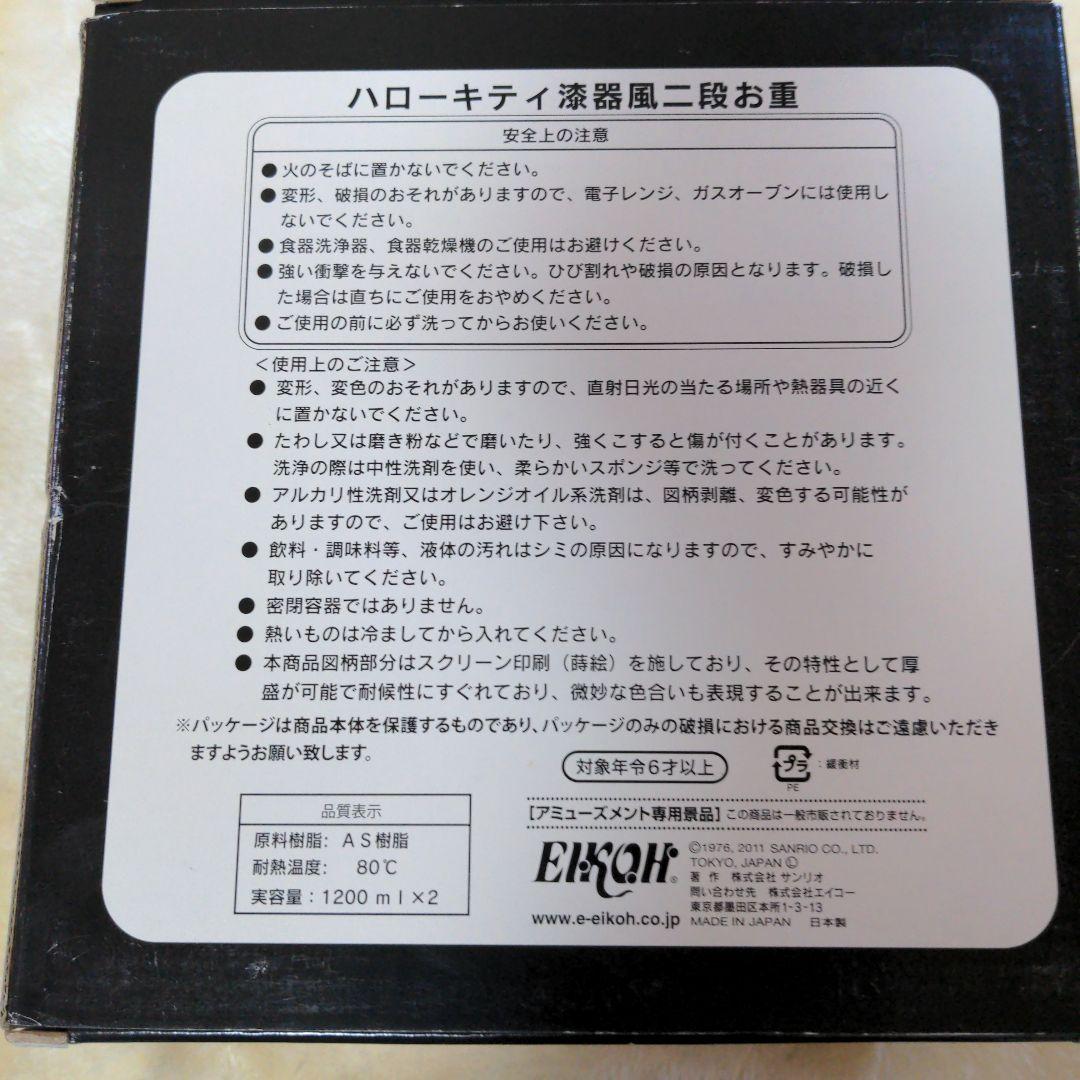 ハローキティ漆器風二段お重
安全上の注意
●火のそばに置かないでください。
●変形、破損のおそれがありますので、電子レンジ、ガスオーブンには使用し
ないでください。
●食器洗浄器、食器乾燥機のご使用はお避けください。
●強い衝撃を与えないでください。ひび割れや破損の原因となります。破損し
た場合は直ちにご使用をおやめください。
●ご使用の前に必ず洗ってからお使いください。
＜使用上のご注意＞
●変形、変色のおそれがありますので、直射日光の当たる場所や熱器具の近く
に置かないでください。
●たわし又は磨き粉などで磨いたり、強くこすると傷が付くことがあります。
洗浄の際は中性洗剤を使い、柔らかいスポンジ等で洗ってください。
●アルカリ性洗剤又はオレンジオイル系洗剤は、図柄剥離、変色する可能性が
ありますので、ご使用はお避け下さい。
●飲料・調味料等、液体の汚れはシミの原因になりますので、すみやかに
取り除いてください。
●密閉容器ではありません。
●熱いものは冷ましてから入れてください。
●本商品図柄部分はスクリーン印刷（蒔絵）を施しており、その特性として厚
盛が可能で耐候性にすぐれており、微妙な色合いも表現することが出来ます。
※パッケージは商品本体を保護するものであり、パッケージのみの破損における商品交換はご遠慮いただき
ますようお願い致します。
対象年令6才以上
プラ：緩衝材
PE
品質表示
原料樹脂：ＡＳ樹脂
耐熱温度： 80℃
実容量：1200ｍｌ×2
［アミューズメント専用景品］この商品は一般市販されておりません。
EIKOH®
www.e-eikoh.co.jp
©1976, 2011 SANRIO CO., LTD.
TOKYO, JAPAN Ⓛ
著作 株式会社 サンリオ
問い合わせ先 株式会社エイコー
東京都墨田区本所1-3-13
MADE IN JAPAN 日本製